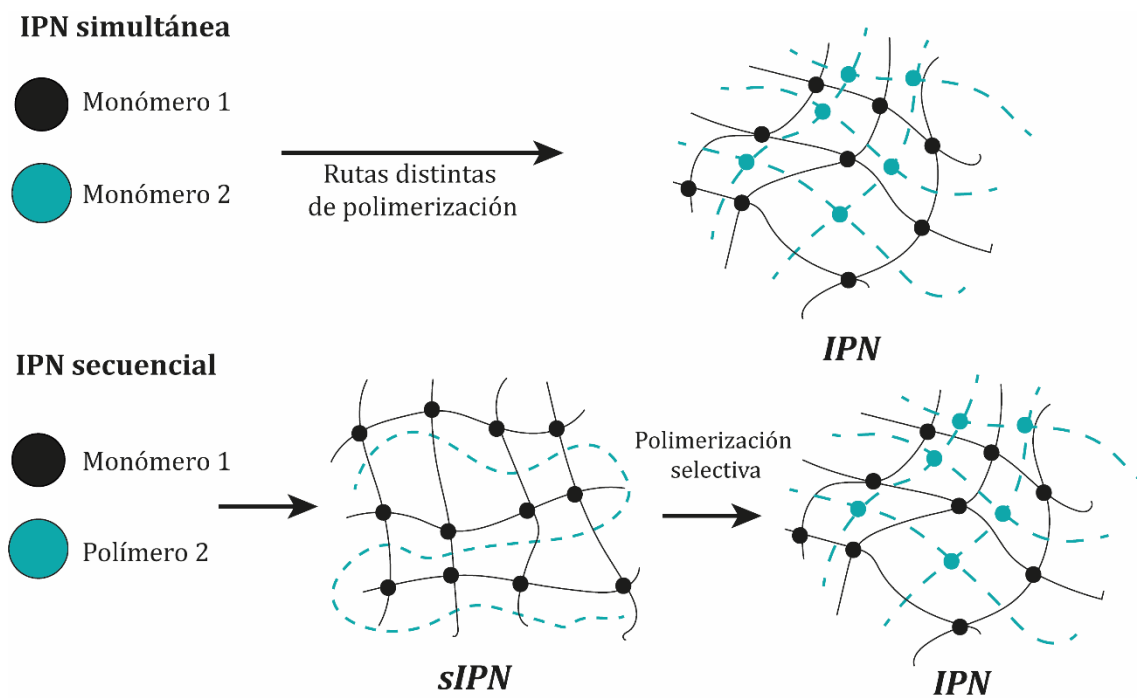 IPN simultánea
Monómero 1
Monómero 2
Rutas distintas
de polimerización
IPN
IPN secuencial
Monómero 1
Polímero 2
sIPN
Polimerización
selectiva
IPN